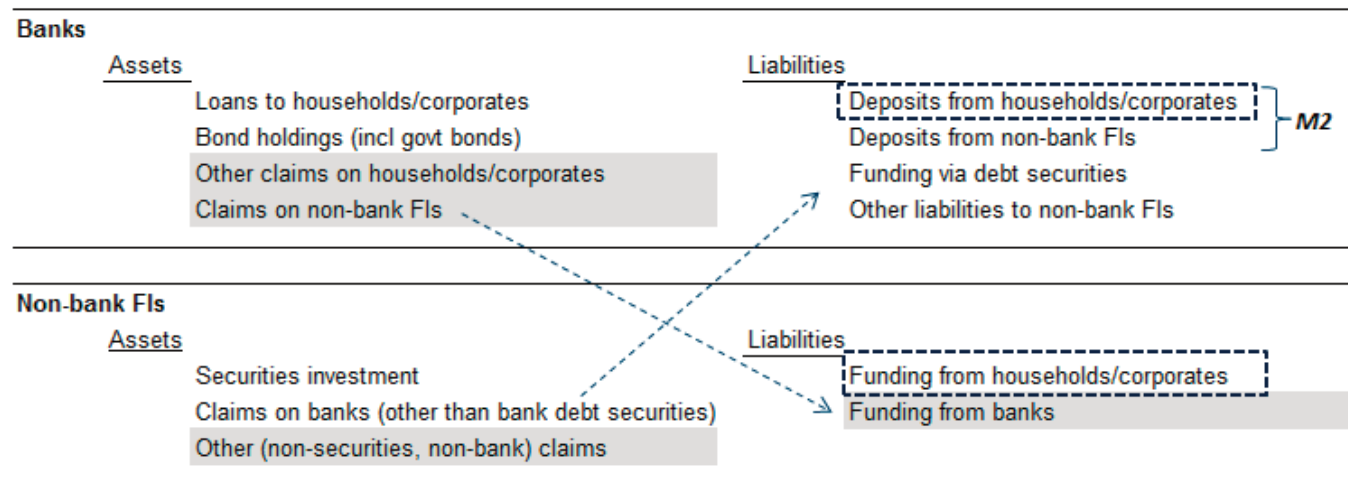 Banks
Assets Liabilities
Loans to households/corporates Deposits from households/corporates
M2
Bond holdings (incl govt bonds) Deposits from non-bank FIs
Other claims on households/corporates Funding via debt securities
Claims on non-bank FIs Other liabilities to non-bank FIs
Non-bank FIs
Assets Liabilities
Securities investment Funding from households/corporates
Claims on banks (other than bank debt securities) Funding from banks
Other (non-securities, non-bank) claims